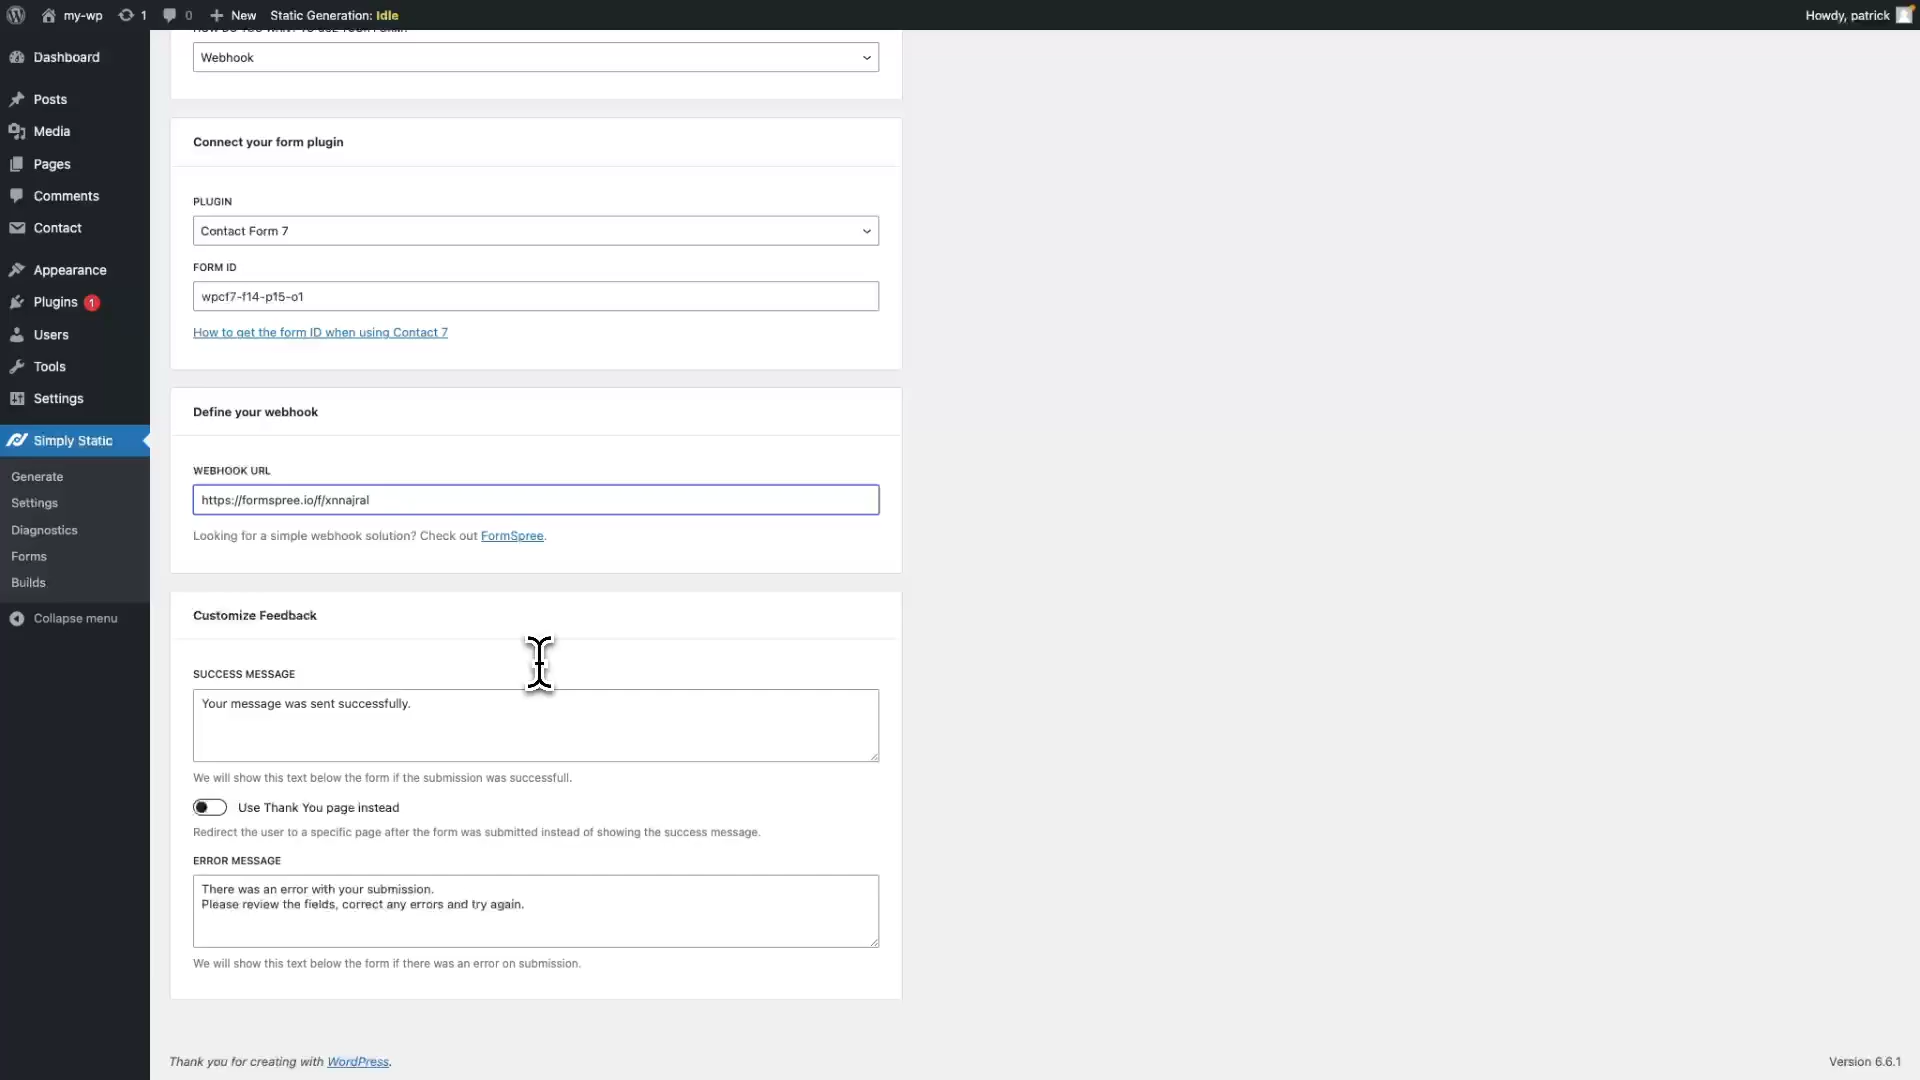 my-wp 1 0 New Static Generation: Idle Howdy, patrick
Dashboard
Posts
Media
Pages
Comments
Contact
Appearance
Plugins 1
Users
Tools
Settings
Simply Static
Generate
Settings
Diagnostics
Forms
Builds
Collapse menu
HOW DO YOU WANT TO USE YOUR FORM?
Webhook
Connect your form plugin
PLUGIN
Contact Form 7
FORM ID
wpcf7-f14-p15-o1
How to get the form ID when using Contact 7
Define your webhook
WEBHOOK URL
https://formspree.io/f/xnnajral
Looking for a simple webhook solution? Check out FormSpree.
Customize Feedback
SUCCESS MESSAGE
Your message was sent successfully.
We will show this text below the form if the submission was successfull.
Use Thank You page instead
Redirect the user to a specific page after the form was submitted instead of showing the success message.
ERROR MESSAGE
There was an error with your submission.
Please review the fields, correct any errors and try again.
We will show this text below the form if there was an error on submission.
Thank you for creating with WordPress.
Version 6.6.1